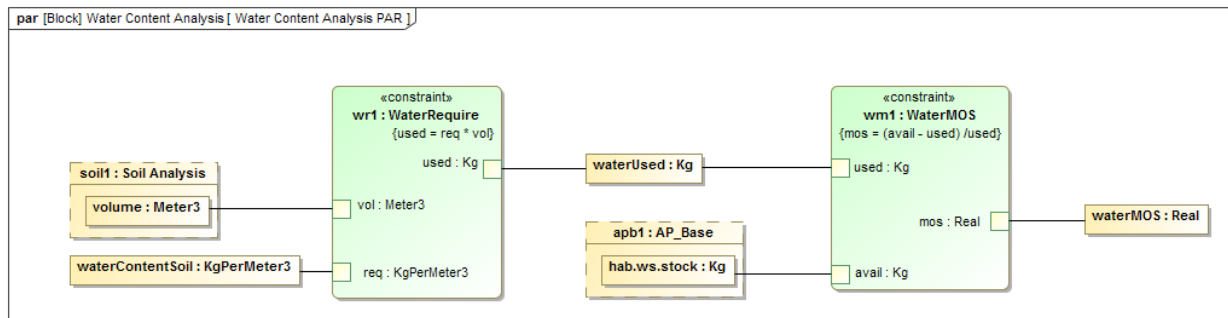 par [Block] Water Content Analysis [ Water Content Analysis PAR ]
«constraint»
wr1 : WaterRequire
{used = req * vol}
used : Kg
vol : Meter3
req : KgPerMeter3
soil1 : Soil Analysis
volume : Meter3
waterContentSoil : KgPerMeter3
waterUsed : Kg
apb1 : AP_Base
hab.ws.stock : Kg
«constraint»
wm1 : WaterMOS
{mos = (avail - used) /used}
used : Kg
mos : Real
avail : Kg
waterMOS : Real